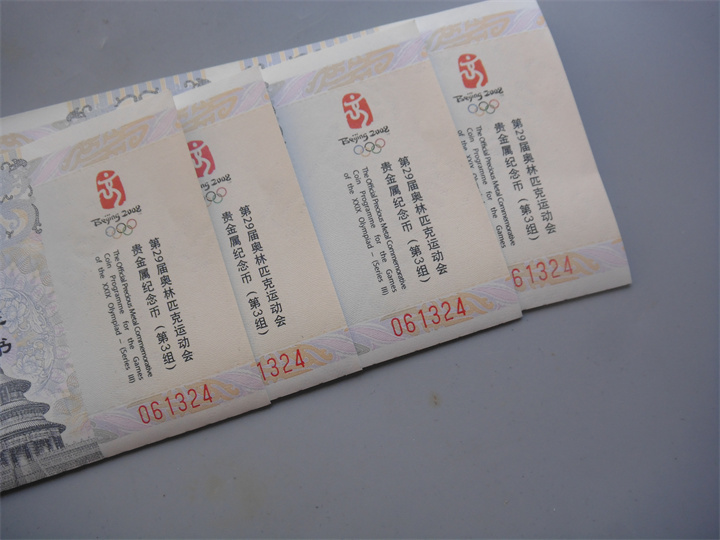 书
Beijing 2008
第29届奥林匹克运动会
贵金属纪念币（第3组）
The Official Precious Metal Commemorative
Coin Programme for the Games
of the XXIX Olympiad – (Series III)
061324
2008
第29届奥林匹克运动会
贵金属纪念币（第3组）
1324
Beijing 2008
第29届奥林匹克运动会
贵金属纪念币（第3组）
The Official Precious Metal Commemorative
Coin Programme for the Games
of the XXIX Olympiad – (Series III)
061324
Beijing 2008
第29届奥林匹克运动会
贵金属纪念币（第3组）
The Official Precious Metal Commemorative
Coin Programme for the
of the
61324